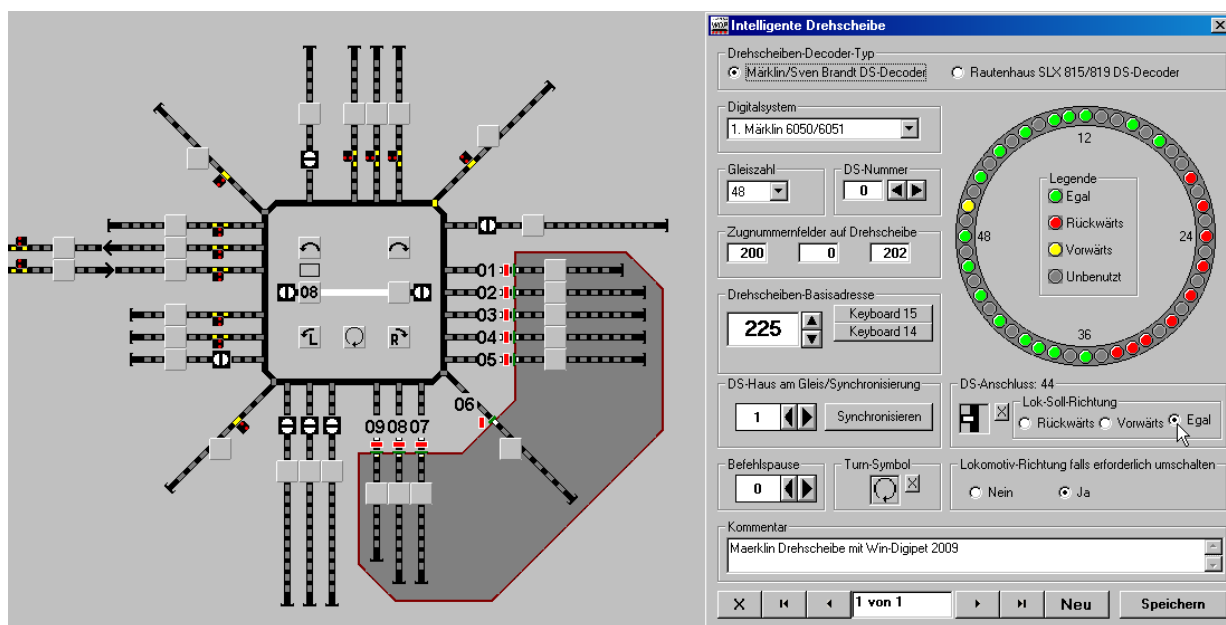 Intelligente Drehscheibe
Drehscheiben-Decoder-Typ
Märklin/Sven Brandt DS-Decoder
Rautenhaus SLX 815/819 DS-Decoder
Digitalsystem
1. Märklin 6050/6051
Gleiszahl
48
DS-Nummer
0
Zugnummernfelder auf Drehscheibe
200 0 202
Drehscheiben-Basisadresse
225
Keyboard 15
Keyboard 14
12
24
36
48
Legende
Egal
Rückwärts
Vorwärts
Unbenutzt
DS-Haus am Gleis/Synchronisierung
1
Synchronisieren
DS-Anschluss: 44
X
Lok-Soll-Richtung
Rückwärts Vorwärts Egal
Befehlspause
0
Turn-Symbol
X
Lokomotiv-Richtung falls erforderlich umschalten
Nein Ja
Kommentar
Maerklin Drehscheibe mit Win-Digipet 2009
X
1 von 1
Neu
Speichern
01
02
03
04
05
06
09 08 07
08
L
R